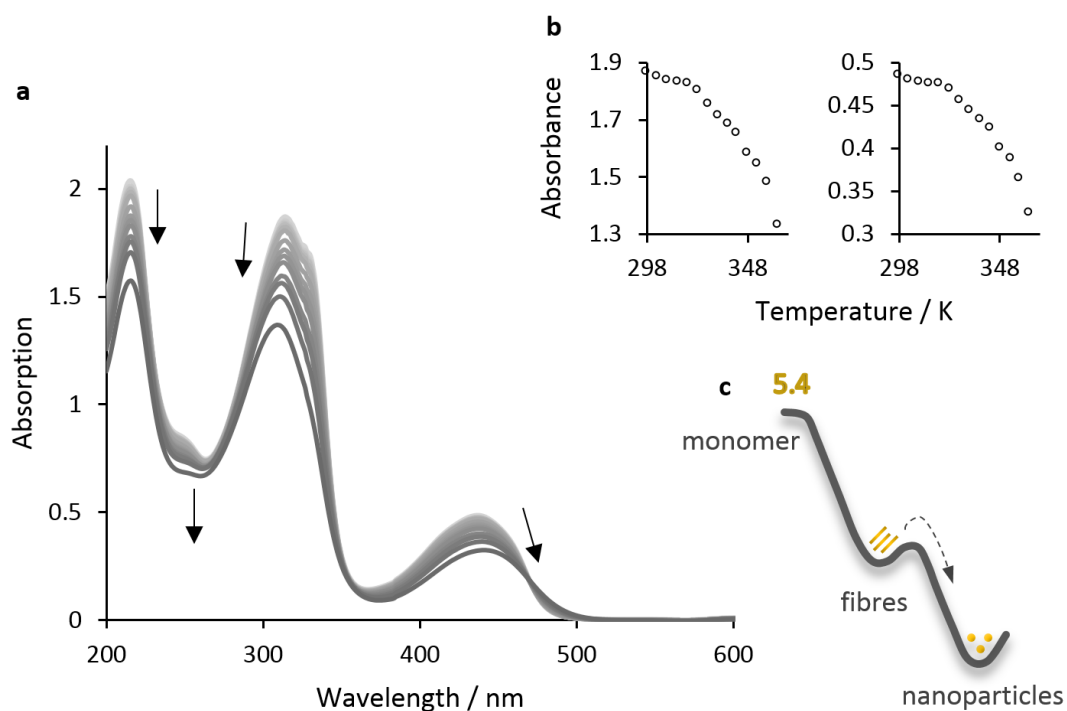 a
2
1.5
1
0.5
0
Absorption
200 300 400 500 600
Wavelength / nm
b
Absorbance
1.9
1.7
1.5
1.3
298 348
0.5
0.45
0.4
0.35
0.3
298 348
Temperature / K
c
5.4
monomer
fibres
nanoparticles